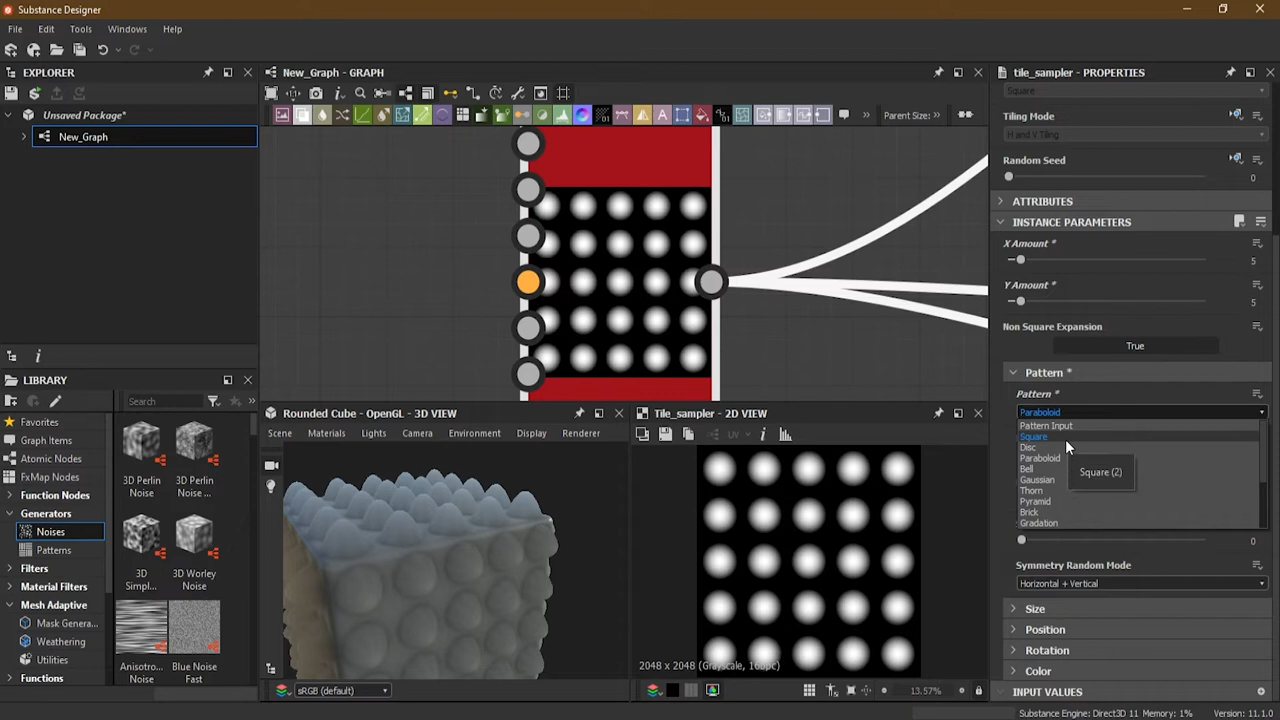 Substance Designer
File Edit Tools Windows Help
EXPLORER
Unsaved Package*
New_Graph
LIBRARY
Search
Favorites
Graph Items
Atomic Nodes
FxMap Nodes
Function Nodes
Generators
Noises
Patterns
Filters
Material Filters
Mesh Adaptive
Mask Genera...
Weathering
Utilities
Functions
3D Perlin Noise
3D Perlin Noise ...
3D Simpl...
3D Worley Noise
Anisotro... Noise
Blue Noise Fast
New_Graph - GRAPH
Parent Size:
Rounded Cube - OpenGL - 3D VIEW
Scene Materials Lights Camera Environment Display Renderer
sRGB (default)
Tile_sampler - 2D VIEW
UV
2048 x 2048 (Grayscale, 16bpc)
13.57%
tile_sampler - PROPERTIES
Square
Tiling Mode
H and V Tiling
Random Seed
0
ATTRIBUTES
INSTANCE PARAMETERS
X Amount *
5
Y Amount *
5
Non Square Expansion
True
Pattern *
Pattern *
Paraboloid
Pattern Input
Square
Disc
Paraboloid
Bell
Gaussian
Thorn
Pyramid
Brick
Gradation
Square (2)
0
Symmetry Random Mode
Horizontal + Vertical
Size
Position
Rotation
Color
INPUT VALUES
Substance Engine: Direct3D 11 Memory: 1% Version: 11.1.0